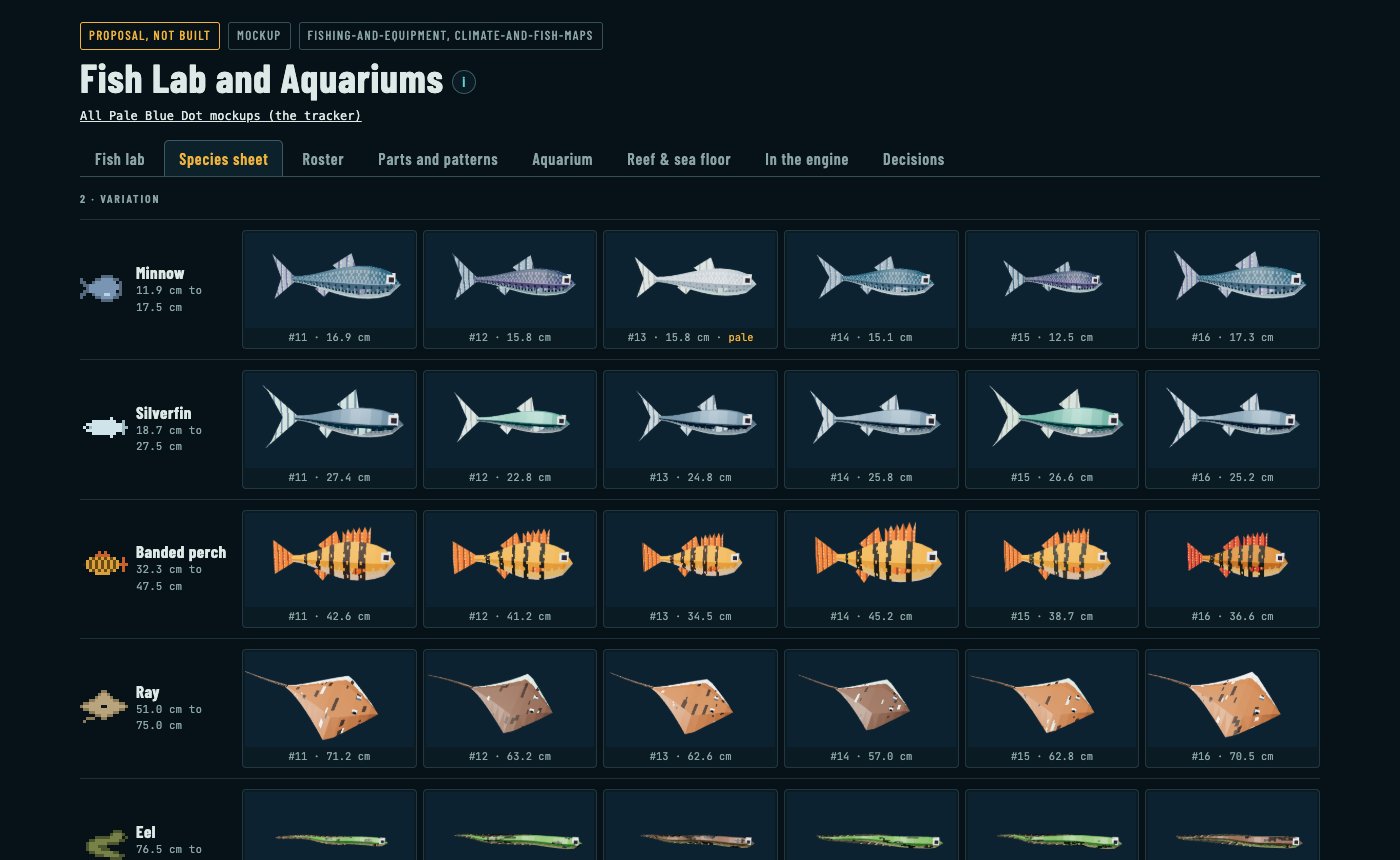 PROPOSAL, NOT BUILT
MOCKUP
FISHING-AND-EQUIPMENT, CLIMATE-AND-FISH-MAPS
Fish Lab and Aquariums
i
All Pale Blue Dot mockups (the tracker)
Fish lab
Species sheet
Roster
Parts and patterns
Aquarium
Reef & sea floor
In the engine
Decisions
2 · VARIATION
Minnow
11.9 cm to
17.5 cm
#11 · 16.9 cm
#12 · 15.8 cm
#13 · 15.8 cm · pale
#14 · 15.1 cm
#15 · 12.5 cm
#16 · 17.3 cm
Silverfin
18.7 cm to
27.5 cm
#11 · 27.4 cm
#12 · 22.8 cm
#13 · 24.8 cm
#14 · 25.8 cm
#15 · 26.6 cm
#16 · 25.2 cm
Banded perch
32.3 cm to
47.5 cm
#11 · 42.6 cm
#12 · 41.2 cm
#13 · 34.5 cm
#14 · 45.2 cm
#15 · 38.7 cm
#16 · 36.6 cm
Ray
51.0 cm to
75.0 cm
#11 · 71.2 cm
#12 · 63.2 cm
#13 · 62.6 cm
#14 · 57.0 cm
#15 · 62.8 cm
#16 · 70.5 cm
Eel
76.5 cm to